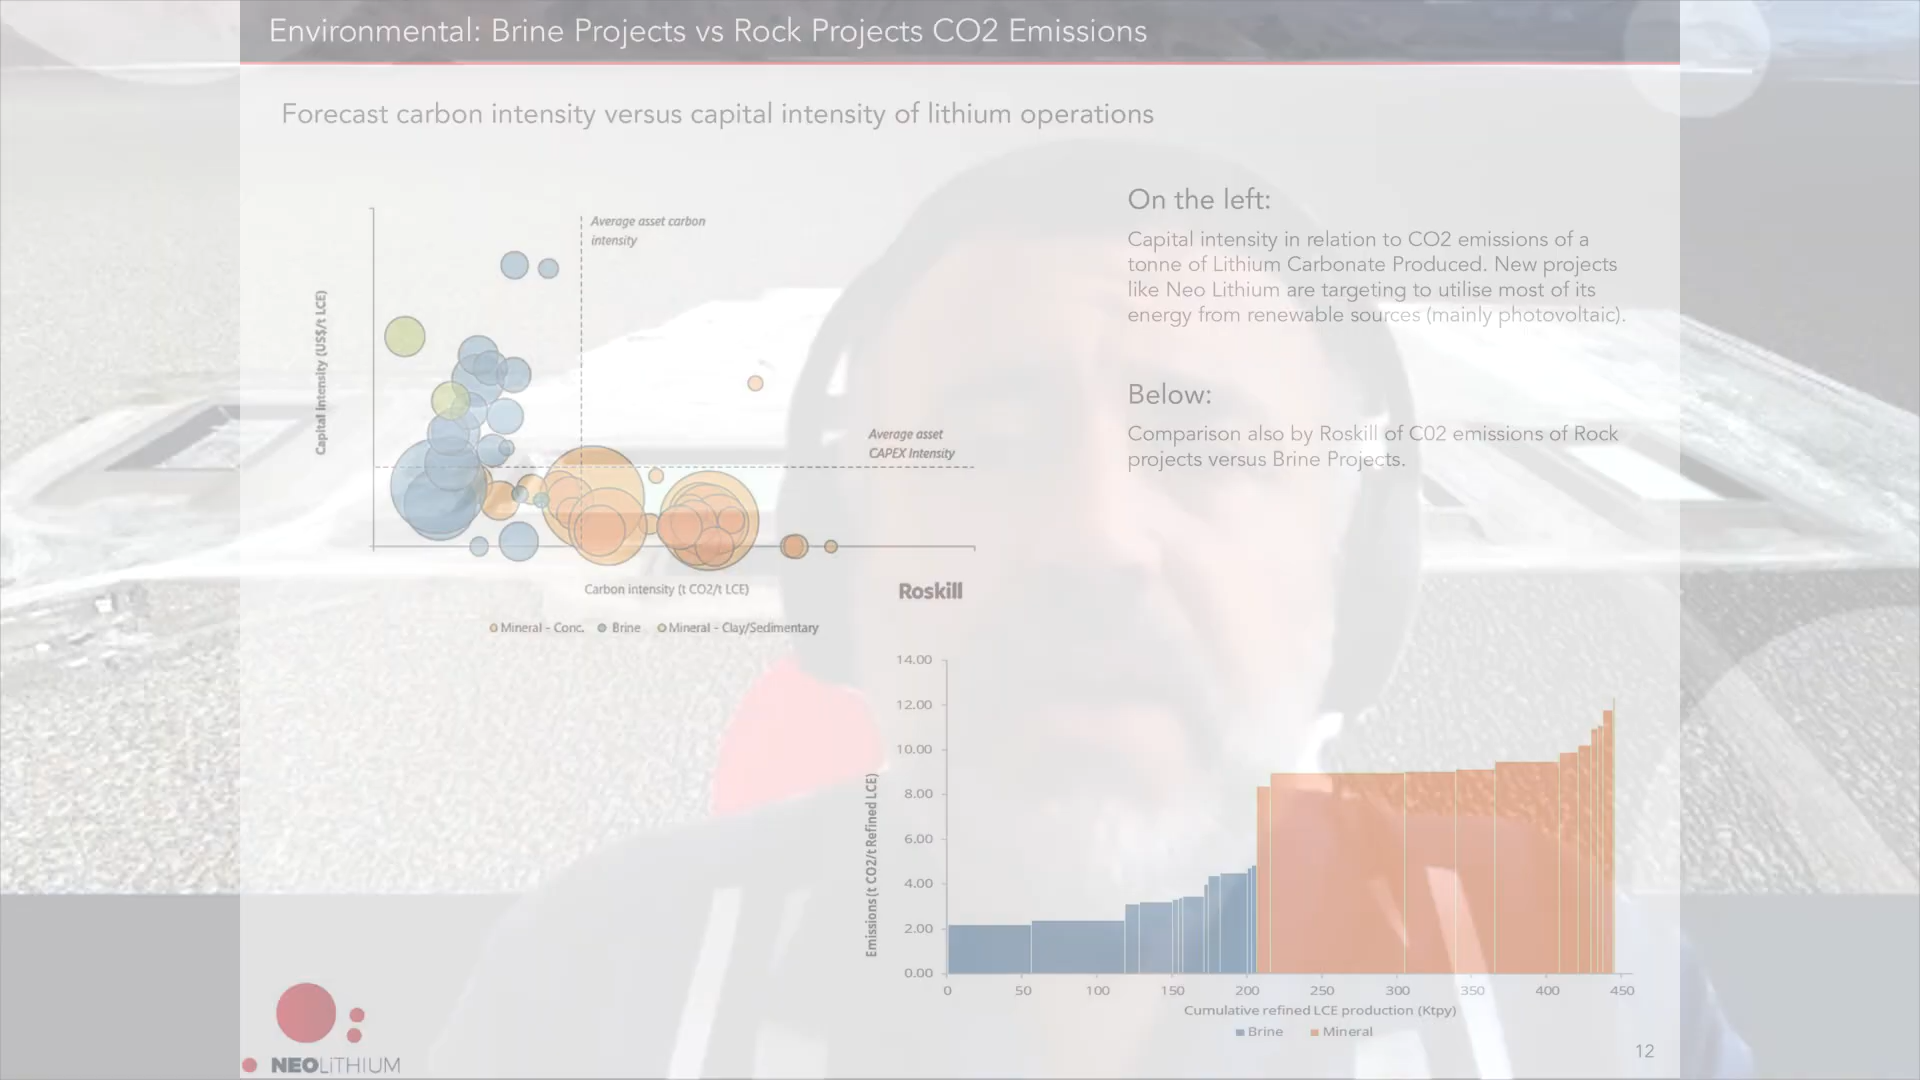 Environmental: Brine Projects vs Rock Projects CO2 Emissions
Forecast carbon intensity versus capital intensity of lithium operations
Average asset carbon
intensity
Capital intensity (US$/t LCE)
Average asset
CAPEX Intensity
Carbon intensity (t CO2/t LCE)
Roskill
Mineral - Conc. Brine Mineral - Clay/Sedimentary
On the left:
Capital intensity in relation to CO2 emissions of a
tonne of Lithium Carbonate Produced. New projects
like Neo Lithium are targeting to utilise most of its
energy from renewable sources (mainly photovoltaic).
Below:
Comparison also by Roskill of C02 emissions of Rock
projects versus Brine Projects.
14.00
12.00
10.00
8.00
6.00
4.00
2.00
0.00
Emissions (t CO2/t Refined LCE)
0 50 100 150 200 250 300 350 400 450
Cumulative refined LCE production (Ktpy)
Brine Mineral
NEOLiTHIUM
12